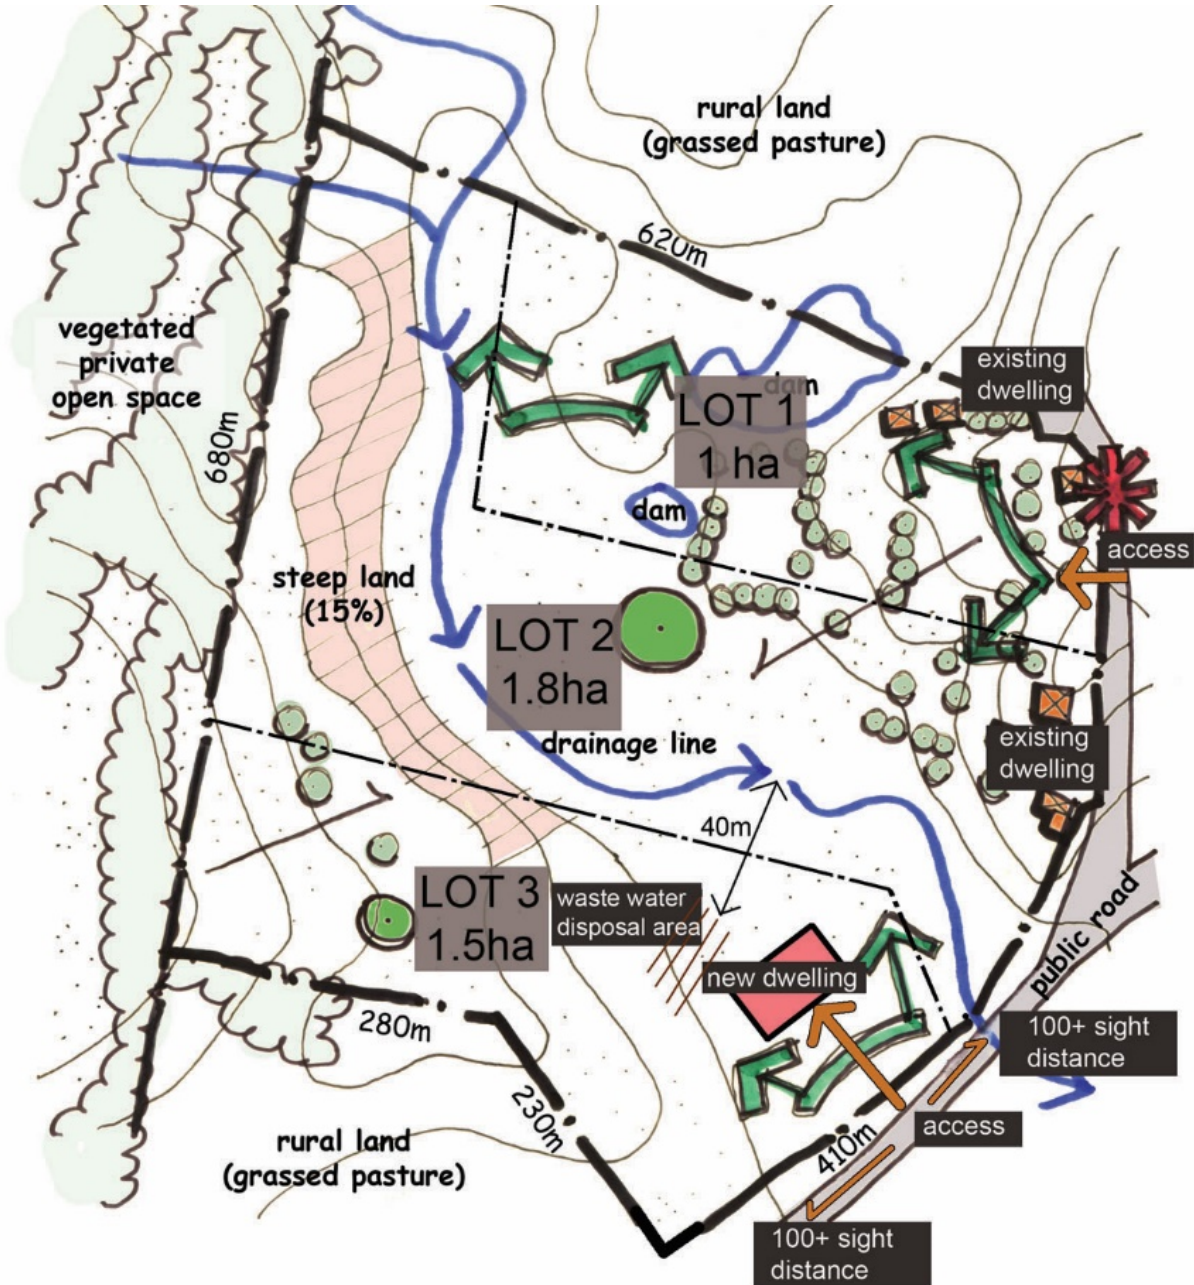 rural land
(grassed pasture)
620m
vegetated
private
open space
existing
dwelling
dam
LOT 1
1 ha
680m
dam
access
steep land
(15%)
LOT 2
1.8ha
drainage line
existing
dwelling
40m
LOT 3
1.5ha
waste water
disposal area
public road
new dwelling
280m
100+ sight
distance
230m
access
410m
rural land
(grassed pasture)
100+ sight
distance